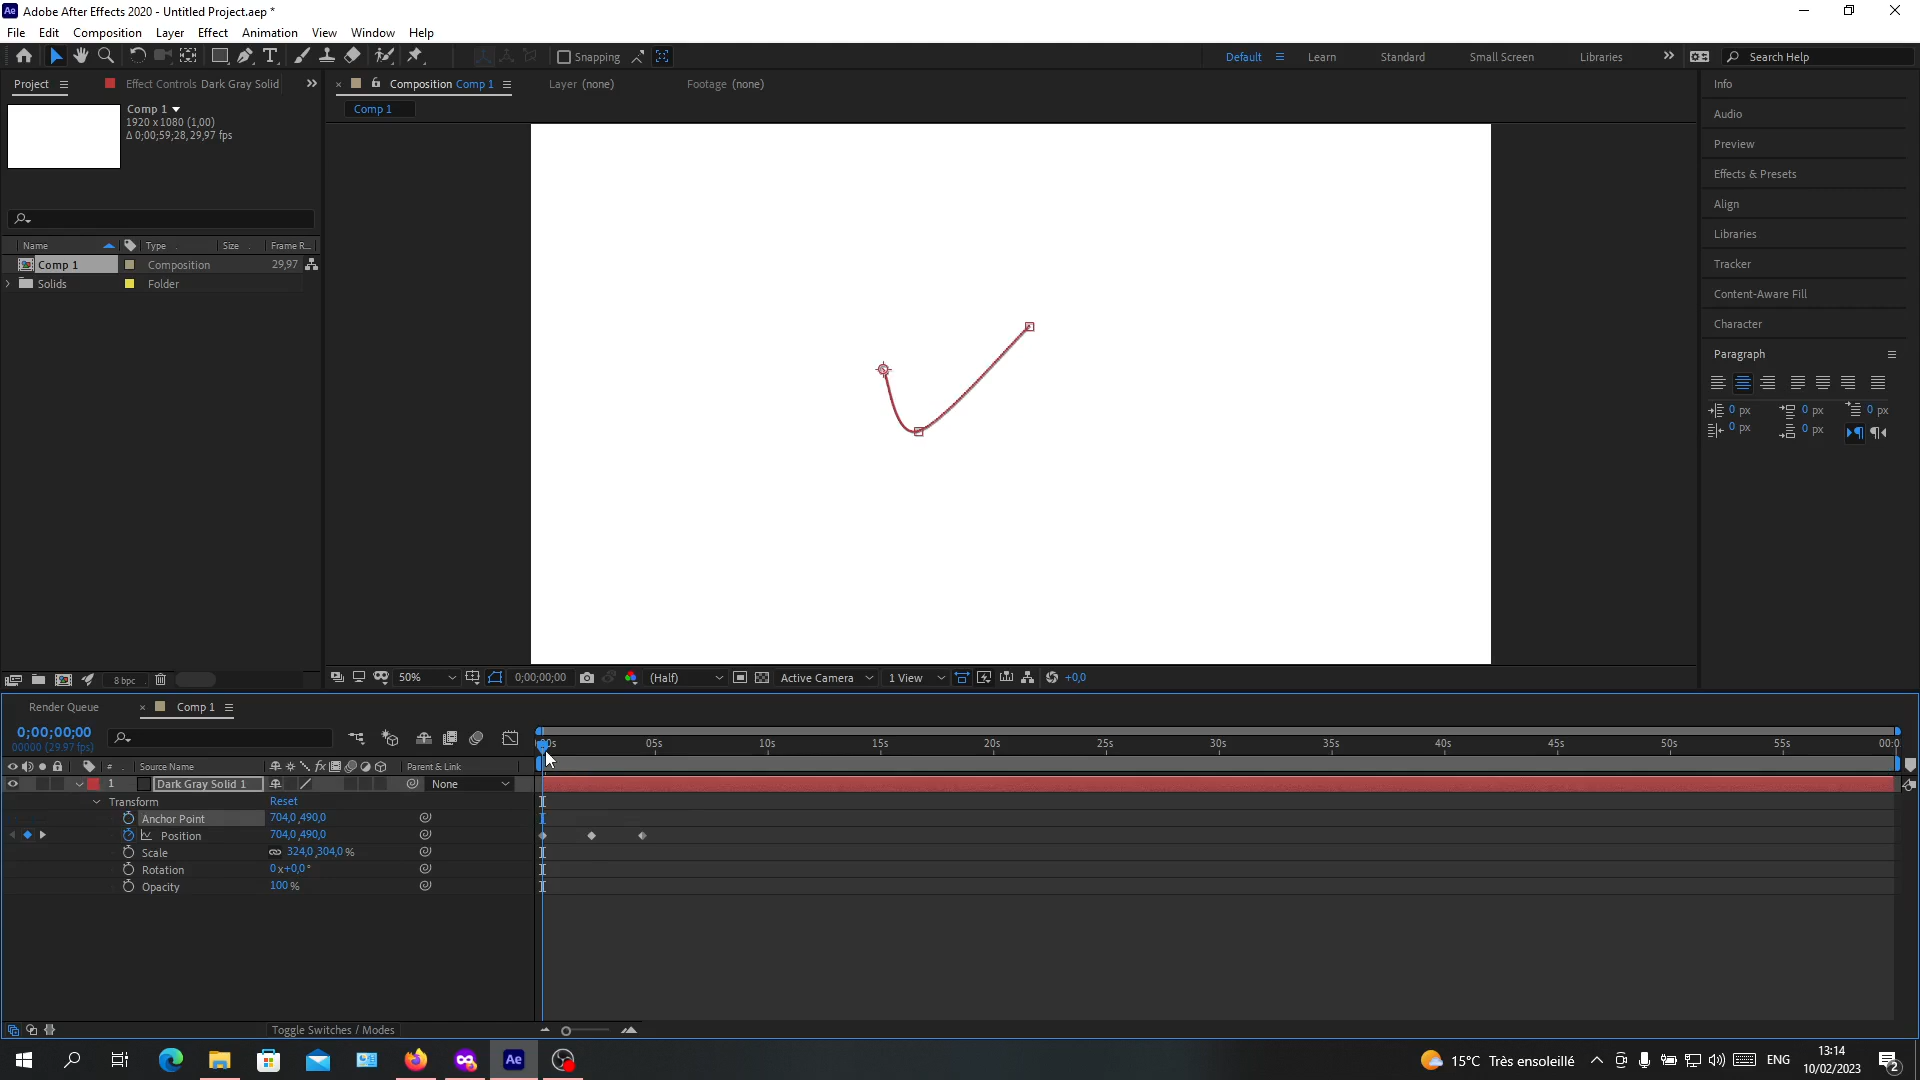 Adobe After Effects 2020 - Untitled Project.aep *
File Edit Composition Layer Effect Animation View Window Help
Snapping Default Learn Standard Small Screen Libraries Search Help
Project Effect Controls Dark Gray Solid Composition Comp 1 Layer (none) Footage (none)
Comp 1
1920 x 1080 (1,00)
Δ 0;00;59;28, 29,97 fps
Comp 1
Name Type Size Frame R...
Comp 1 Composition 29,97
Solids Folder
Info
Audio
Preview
Effects & Presets
Align
Libraries
Tracker
Content-Aware Fill
Character
Paragraph
0 px 0 px 0 px
0 px 0 px
8 bpc 50% 0;00;00;00 (Half) Active Camera 1 View +0,0
Render Queue Comp 1
0;00;00;00
00000 (29.97 fps)
00s 05s 10s 15s 20s 25s 30s 35s 40s 45s 50s 55s 00:0
# Source Name fx Parent & Link
1 Dark Gray Solid 1 None
Transform Reset
Anchor Point 704,0,490,0
Position 704,0,490,0
Scale 324,0,304,0 %
Rotation 0x+0,0°
Opacity 100 %
Toggle Switches / Modes
Ae 15°C Très ensoleillé ENG 13:14
10/02/2023 2